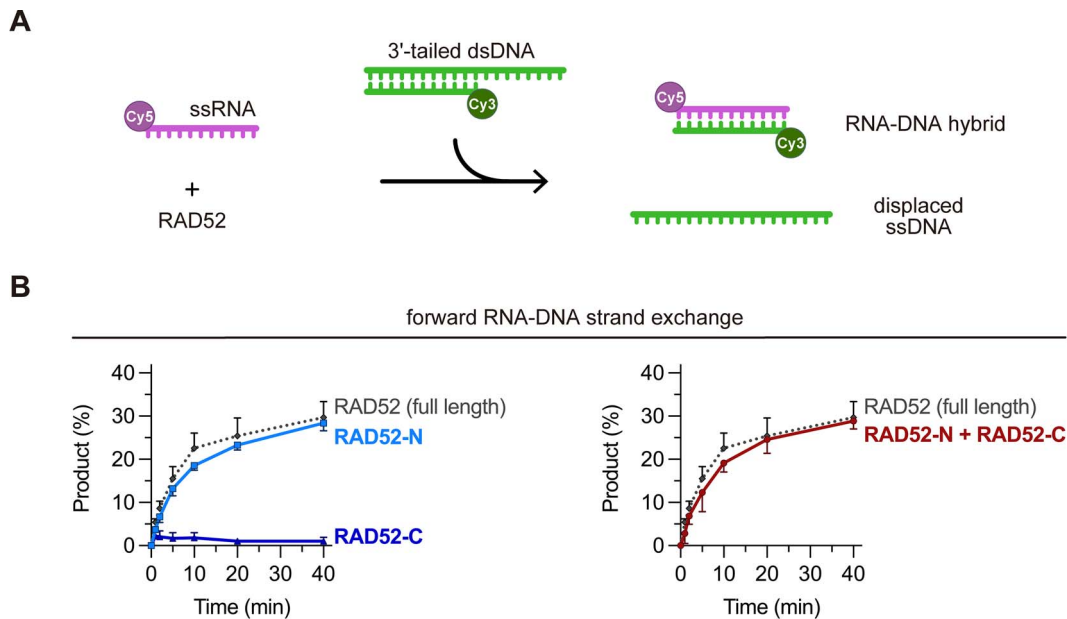 A
3'-tailed dsDNA
Cy3
Cy5
ssRNA
+
RAD52
Cy5
Cy3
RNA-DNA hybrid
displaced
ssDNA
B
forward RNA-DNA strand exchange
Product (%)
40
30
20
10
0
0 10 20 30 40
Time (min)
RAD52 (full length)
RAD52-N
RAD52-C
Product (%)
40
30
20
10
0
0 10 20 30 40
Time (min)
RAD52 (full length)
RAD52-N + RAD52-C